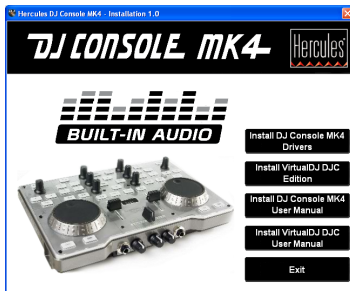 Hercules DJ Console MK4 - Installation 1.0
DJ CONSOLE MK4
Hercules
BUILT-IN AUDIO
Install DJ Console MK4
Drivers
Install VirtualDJ DJC
Edition
Install DJ Console MK4
User Manual
Install VirtualDJ DJC
User Manual
Exit